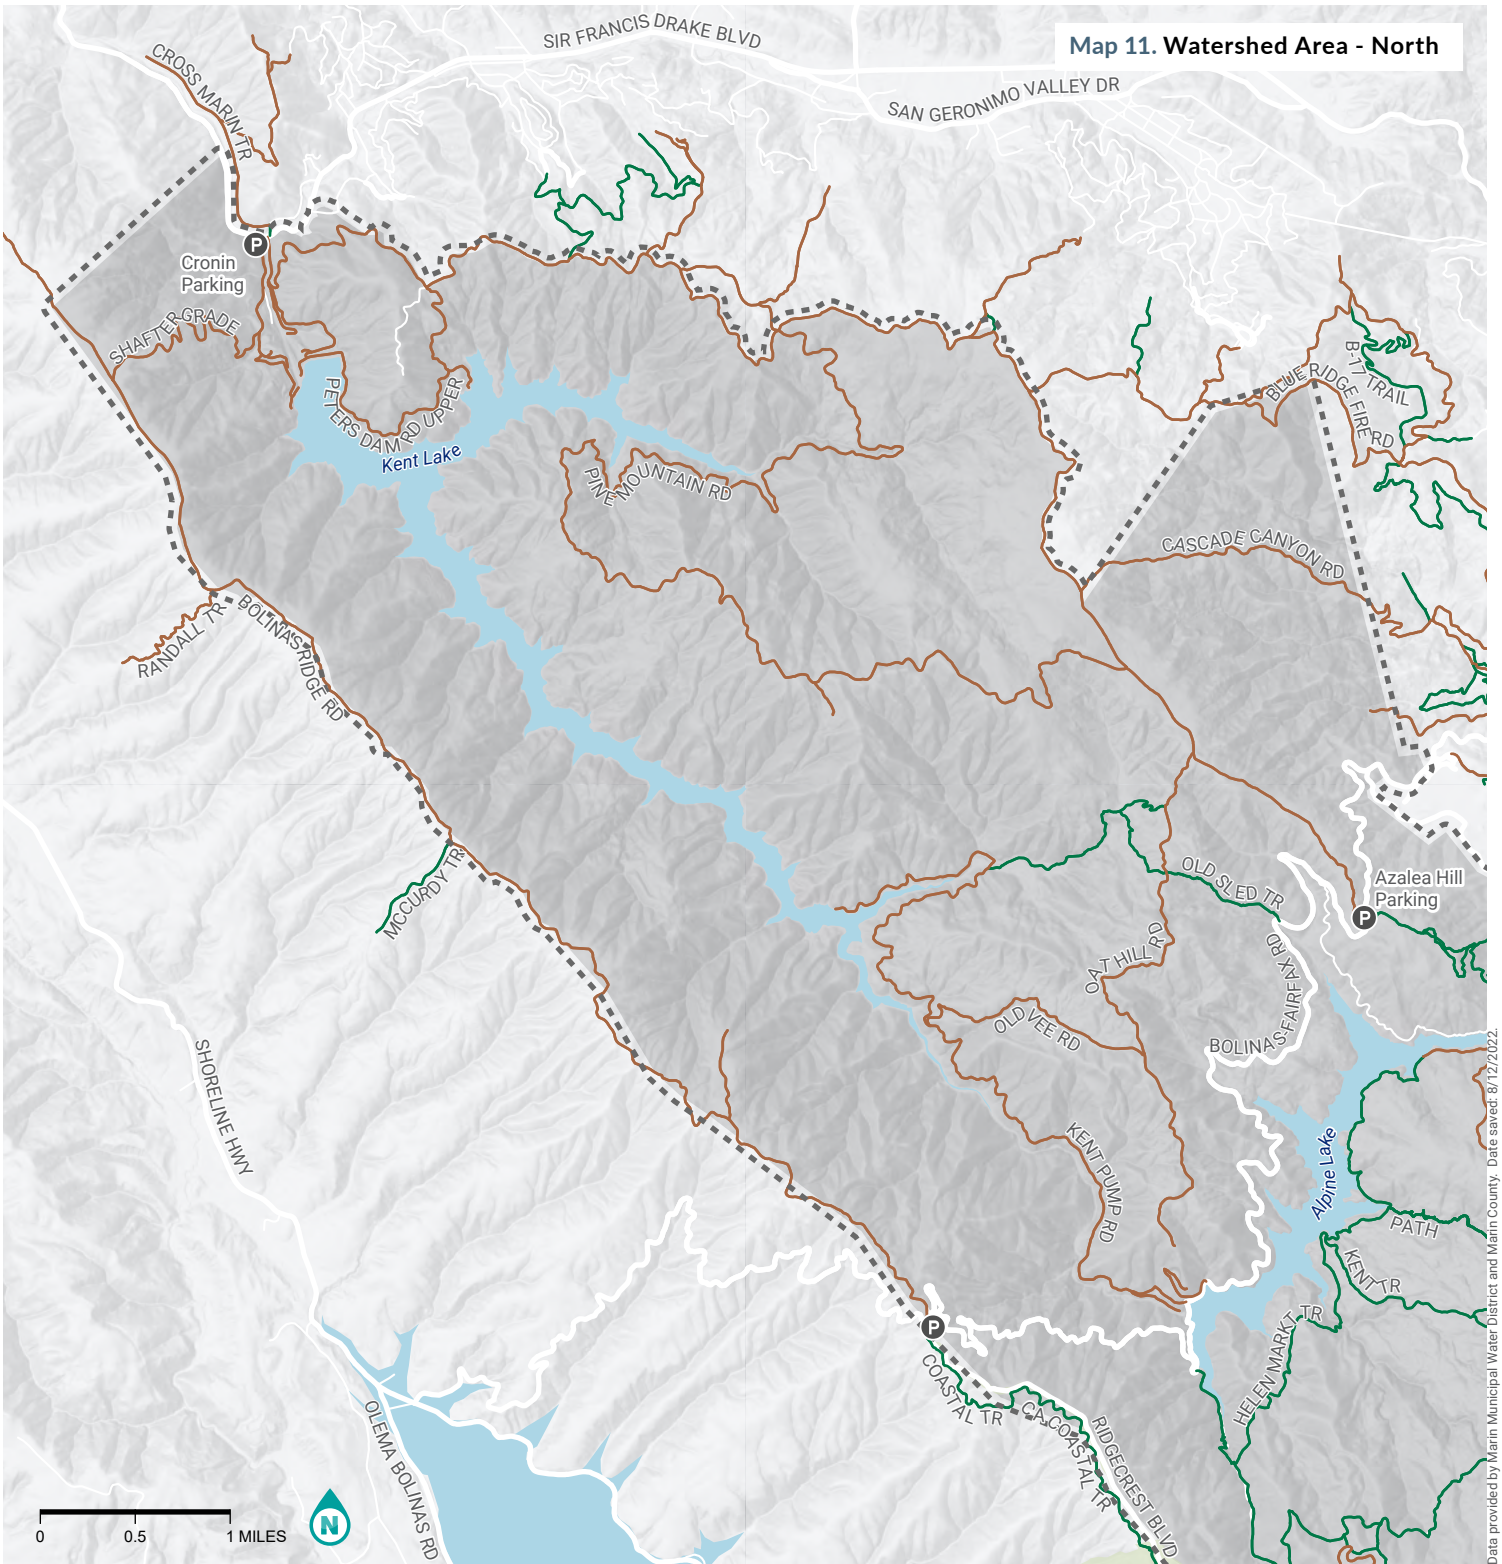 Map 11. Watershed Area - North
SIR FRANCIS DRAKE BLVD
SAN GERONIMO VALLEY DR
CROSS MARIN TR
P
Cronin
Parking
SHAFTER GRADE
PETERS DAM RD UPPER
Kent Lake
PINE MOUNTAIN RD
BLUE RIDGE FIRE RD
B-17 TRAIL
CASCADE CANYON RD
RANDALL TR
BOLINAS RIDGE RD
MCCURDY TR
OLD SLED TR
Azalea Hill
Parking
P
OAT HILL RD
BOLINAS-FAIRFAX RD
OLD VEE RD
SHORELINE HWY
KENT PUMP RD
Alpine Lake
PATH
KENT TR
HELEN MARKT TR
P
COASTAL TR
CA COASTAL TR
RIDGECREST BLVD
OLEMA BOLINAS RD
0 0.5 1 MILES
N
Data provided by Marin Municipal Water District and Marin County. Date saved: 8/12/2022.